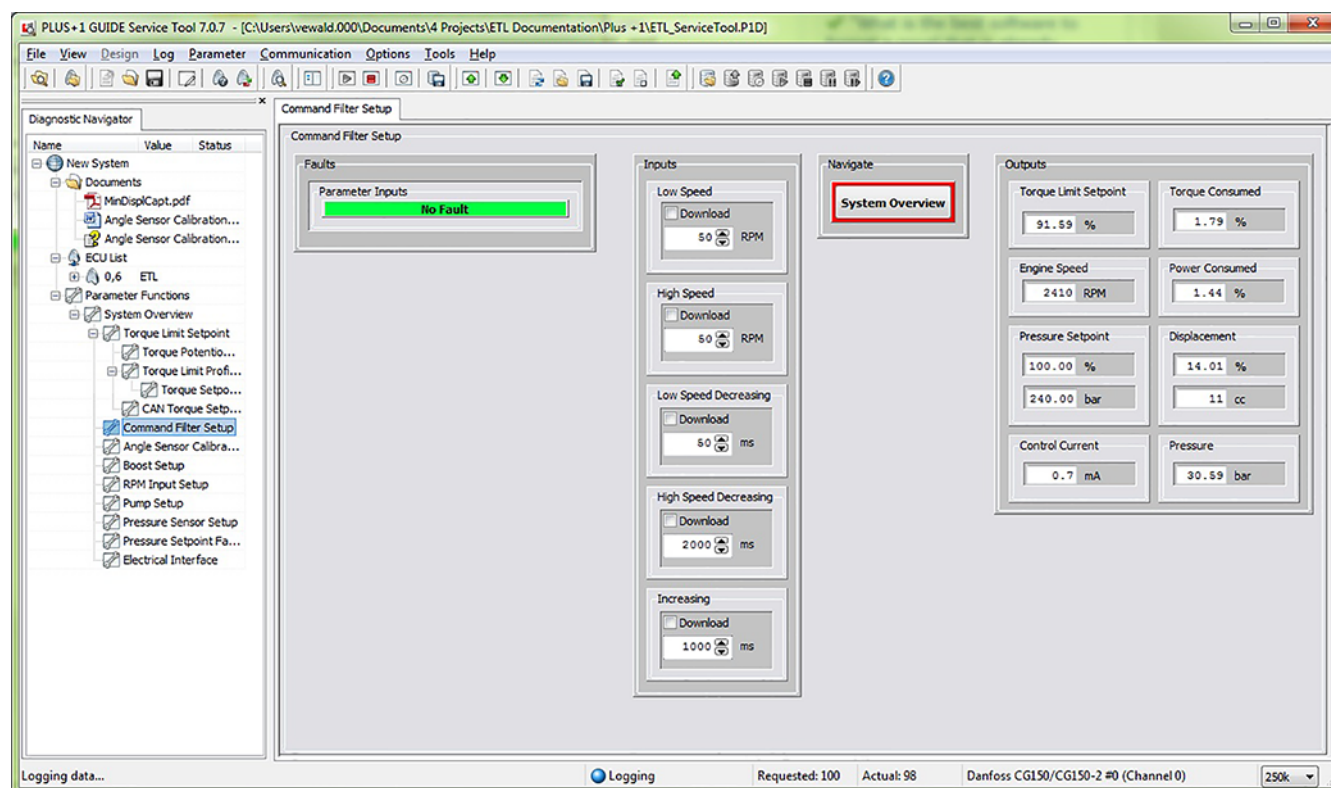 PLUS+1 GUIDE Service Tool 7.0.7 - [C:\Users\vewald.000\Documents\4 Projects\ETL Documentation\Plus +1\ETL_ServiceTool.P1D]
File View Design Log Parameter Communication Options Tools Help
Diagnostic Navigator
Name Value Status
New System
Documents
MinDisplCapt.pdf
Angle Sensor Calibration...
Angle Sensor Calibration...
ECU List
0,6 ETL
Parameter Functions
System Overview
Torque Limit Setpoint
Torque Potentio...
Torque Limit Profi...
Torque Setpo...
CAN Torque Setp...
Command Filter Setup
Angle Sensor Calibra...
Boost Setup
RPM Input Setup
Pump Setup
Pressure Sensor Setup
Pressure Setpoint Fa...
Electrical Interface
Command Filter Setup
Command Filter Setup
Faults
Parameter Inputs
No Fault
Inputs
Low Speed
Download
50 RPM
High Speed
Download
50 RPM
Low Speed Decreasing
Download
50 ms
High Speed Decreasing
Download
2000 ms
Increasing
Download
1000 ms
Navigate
System Overview
Outputs
Torque Limit Setpoint Torque Consumed
91.59 % 1.79 %
Engine Speed Power Consumed
2410 RPM 1.44 %
Pressure Setpoint Displacement
100.00 % 14.01 %
240.00 bar 11 cc
Control Current Pressure
0.7 mA 30.59 bar
Logging data... Logging Requested: 100 Actual: 98 Danfoss CG150/CG150-2 #0 (Channel 0) 250k